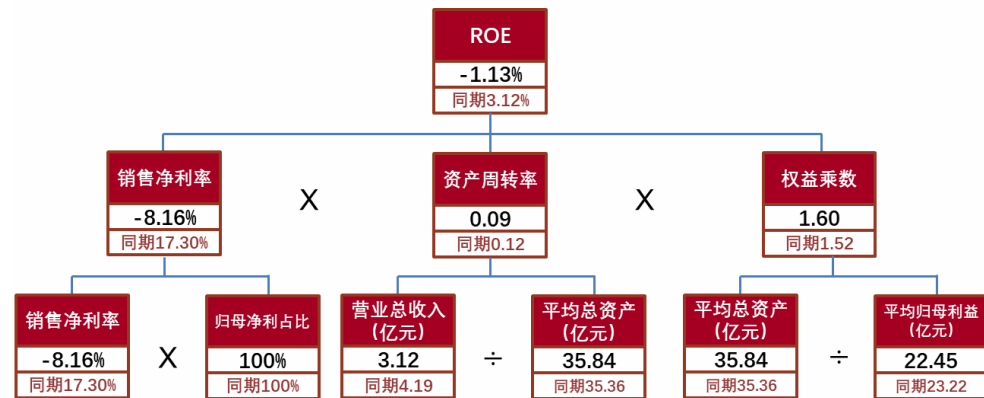 ROE
-1.13%
同期3.12%
销售净利率
-8.16%
同期17.30%
X
资产周转率
0.09
同期0.12
X
权益乘数
1.60
同期1.52
销售净利率
-8.16%
同期17.30%
X
归母净利占比
100%
同期100%
营业总收入
(亿元)
3.12
同期4.19
÷
平均总资产
(亿元)
35.84
同期35.36
平均总资产
(亿元)
35.84
同期35.36
÷
平均归母利益
(亿元)
22.45
同期23.22